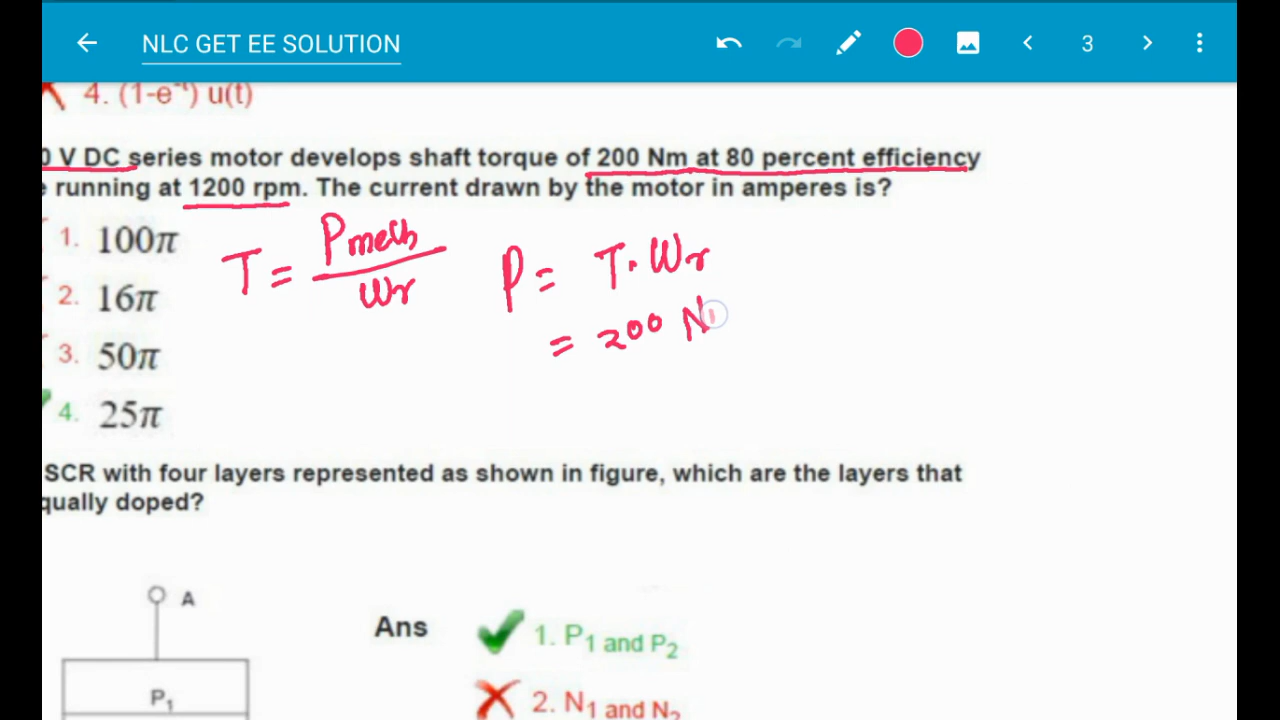 NLC GET EE SOLUTION
3
4. (1-e⁻ᵗ) u(t)
0 V DC series motor develops shaft torque of 200 Nm at 80 percent efficiency
running at 1200 rpm. The current drawn by the motor in amperes is?
1. 100π
2. 16π
3. 50π
4. 25π
T = Pmech / ωr
P = T. ωr
= 200 N
SCR with four layers represented as shown in figure, which are the layers that
qually doped?
A
P₁
Ans
1. P₁ and P₂
2. N₁ and N₂